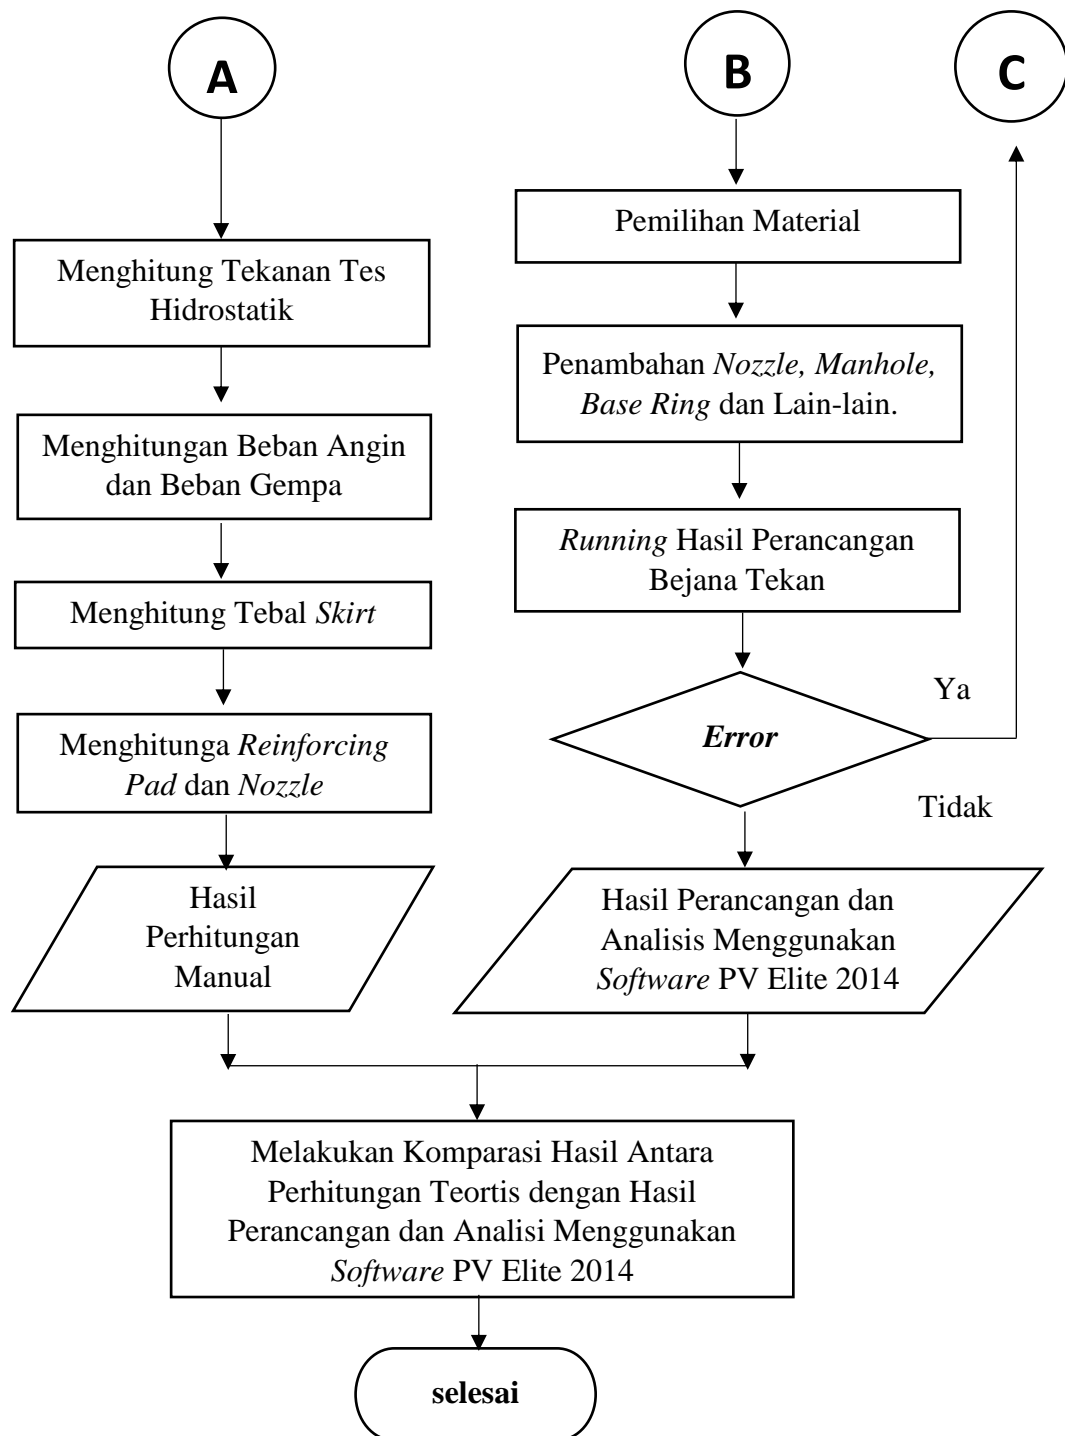 A
Menghitung Tekanan Tes
Hidrostatik
Menghitungan Beban Angin
dan Beban Gempa
Menghitung Tebal Skirt
Menghitunga Reinforcing
Pad dan Nozzle
Hasil
Perhitungan
Manual
B
Pemilihan Material
Penambahan Nozzle, Manhole,
Base Ring dan Lain-lain.
Running Hasil Perancangan
Bejana Tekan
Error
Ya
Tidak
C
Hasil Perancangan dan
Analisis Menggunakan
Software PV Elite 2014
Melakukan Komparasi Hasil Antara
Perhitungan Teortis dengan Hasil
Perancangan dan Analisi Menggunakan
Software PV Elite 2014
selesai